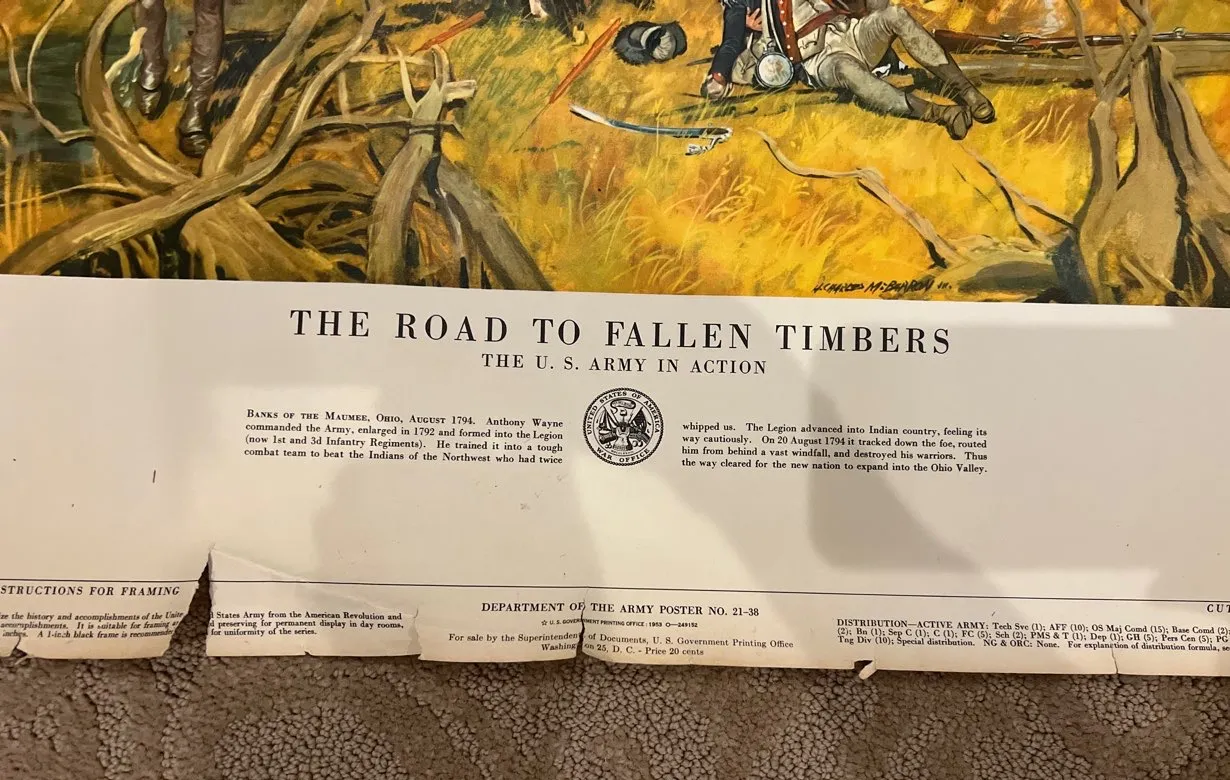 H. CHARLES McBARRON JR.
THE ROAD TO FALLEN TIMBERS
THE U. S. ARMY IN ACTION
BANKS OF THE MAUMEE, OHIO, AUGUST 1794. Anthony Wayne
commanded the Army, enlarged in 1792 and formed into the Legion
(now 1st and 3d Infantry Regiments). He trained it into a tough
combat team to beat the Indians of the Northwest who had twice
UNITED STATES OF AMERICA
WAR OFFICE
whipped us. The Legion advanced into Indian country, feeling its
way cautiously. On 20 August 1794 it tracked down the foe, routed
him from behind a vast windfall, and destroyed his warriors. Thus
the way cleared for the new nation to expand into the Ohio Valley.
STRUCTIONS FOR FRAMING
ze the history and accomplishments of the Unite States Army from the American Revolution and
accomplishments. It is suitable for framing preserving for permanent display in day rooms,
inches. A 1-inch black frame is recommende for uniformity of the series.
DEPARTMENT OF THE ARMY POSTER NO. 21-38
☆ U. S. GOVERNMENT PRINTING OFFICE : 1953 O—249152
For sale by the Superintendent of Documents, U. S. Government Printing Office
Washing on 25, D. C. - Price 20 cents
CUT
DISTRIBUTION—ACTIVE ARMY: Tech Svc (1); AFF (10); OS Maj Comd (15); Base Comd (2)
(2); Bn (1); Sep C (1); C (1); FC (5); Sch (2); PMS & T (1); Dep (1); GH (5); Pers Cen (5); PG
Tng Div (10); Special distribution. NG & ORC: None. For explanation of distribution formula, se